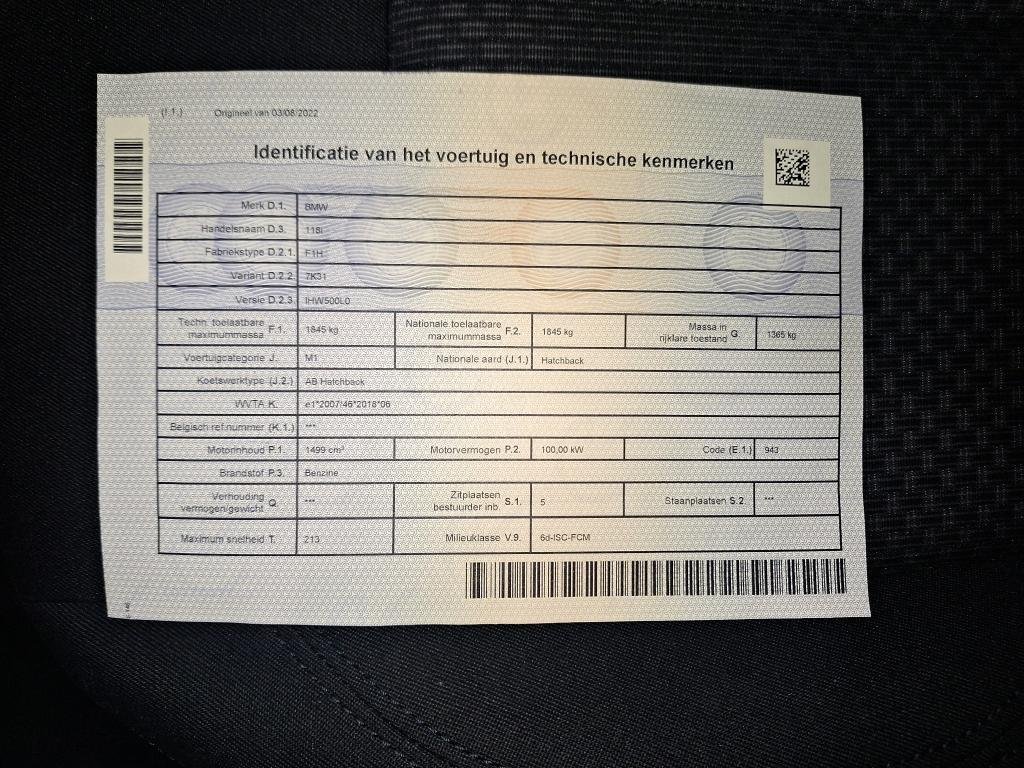 (I.1.) Origineel van 03/08/2022
Identificatie van het voertuig en technische kenmerken
Merk D.1. BMW
Handelsnaam D.3. 118i
Fabriekstype D.2.1. F1H
Variant D.2.2. 7K31
Versie D.2.3. IHW500L0
Techn. toelaatbare maximummassa F.1. 1845 kg Nationale toelaatbare maximummassa F.2. 1845 kg Massa in rijklare toestand G. 1365 kg
Voertuigcategorie J. M1 Nationale aard (J.1.) Hatchback
Koetswerktype (J.2.) AB Hatchback
WVTA K. e1*2007/46*2018*06
Belgisch ref.nummer (K.1.) ***
Motorinhoud P.1. 1499 cm³ Motorvermogen P.2. 100,00 kW Code (E.1.) 943
Brandstof P.3. Benzine
Verhouding vermogen/gewicht Q. *** Zitplaatsen bestuurder inb. S.1. 5 Staanplaatsen S.2. ***
Maximum snelheid T. 213 Milieuklasse V.9. 6d-ISC-FCM